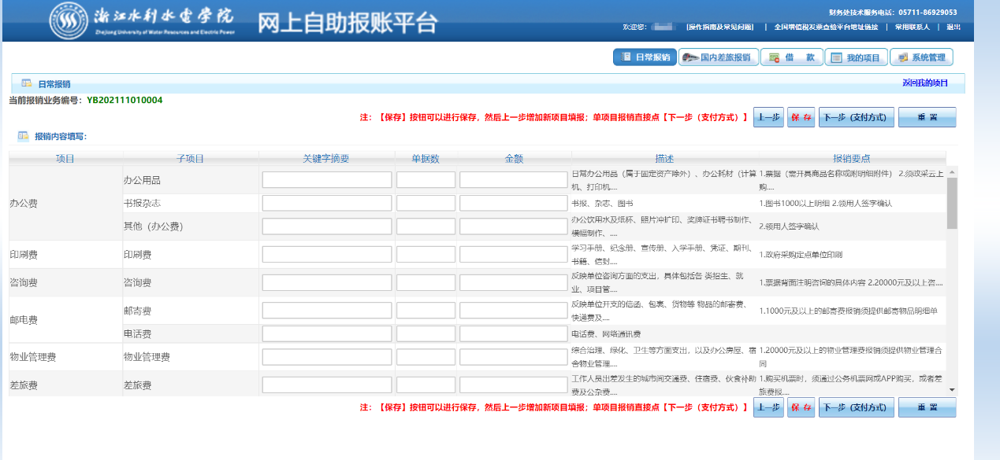 浙江水利水电学院
Zhejiang University of Water Resources and Electric Power
网上自助报账平台
财务处技术服务电话：05711-86929053
欢迎您： [操作指南及常见问题] | 全国增值税发票查验平台地址链接 | 常用联系人 | 退出
日常报销 国内差旅报销 借 款 我的项目 系统管理
日常报销 返回我的项目
当前报销业务编号：YB202111010004
注：【保存】按钮可以进行保存，然后上一步增加新项目填报；单项目报销直接点【下一步（支付方式）】 上一步 保 存 下一步（支付方式） 重 置
报销内容填写：
项目 子项目 关键字摘要 单据数 金额 描述 报销要点
办公费
办公用品
日常办公用品（属于固定资产除外）、办公耗材（计算
机、打印机....
1.票据（需开具商品名称或附明细附件） 2.须政采云上
购....
书报杂志
书报、杂志、图书
1.图书1000以上明细 2.领用人签字确认
其他（办公费）
办公饮用水及纸杯、照片冲扩印、奖牌证书聘书制作、
横幅制作、....
2.领用人签字确认
印刷费
印刷费
学习手册、纪念册、宣传册、入学手册、凭证、期刊、
书籍、信封....
1.政府采购定点单位印刷
咨询费
咨询费
反映单位咨询方面的支出，具体包括各 类招生、就
业、项目管....
1.票据背面注明咨询的具体内容 2.20000元及以上咨....
邮电费
邮寄费
反映单位开支的信函、包裹、货物等 物品的邮寄费、
快递费及....
1.1000元及以上的邮寄费报销须提供邮寄物品明细单
电话费
电话费、网络通讯费
物业管理费
物业管理费
综合治理、绿化、卫生等方面支出，以及办公房屋、宿
舍物业管理....
1.20000元及以上的物业管理费报销须提供物业管理合
同
差旅费
差旅费
工作人员出差发生的城市间交通费、住宿费、伙食补助
费及公杂费....
1.购买机票时，须通过公务机票网或APP购买，或者差
旅费报....
注：【保存】按钮可以进行保存，然后上一步增加新项目填报；单项目报销直接点【下一步（支付方式）】 上一步 保 存 下一步（支付方式） 重 置